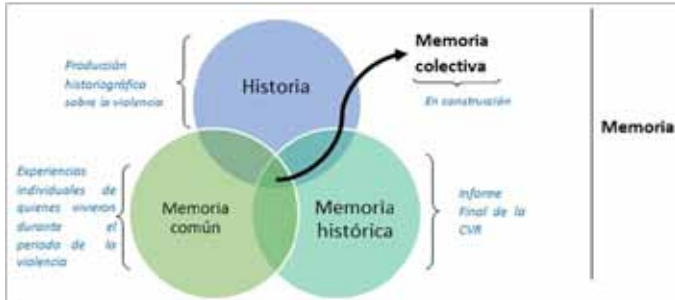 Producción
historiográfica
sobre la violencia
Historia
Memoria
colectiva
En construcción
Memoria
Experiencias
individuales de
quienes vivieron
durante el
periodo de la
violencia
Memoria
común
Memoria
histórica
Informe
Final de la
CVR